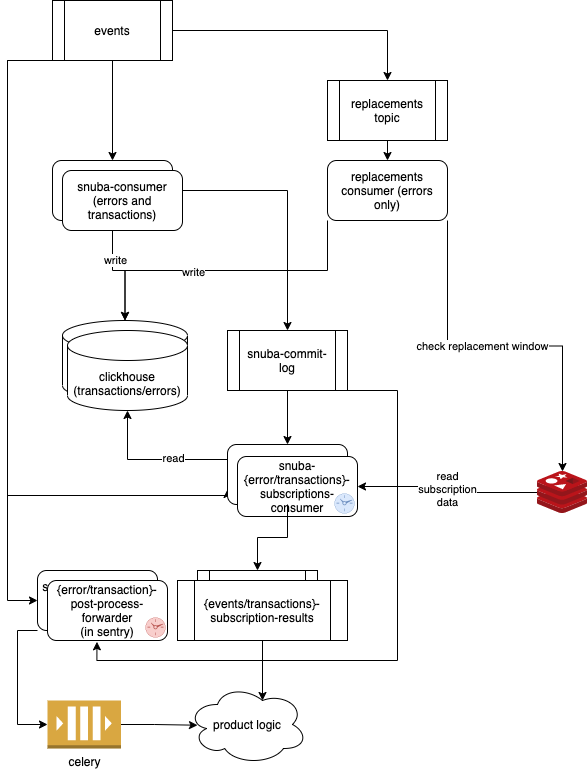 events
replacements
topic
snuba-consumer
(errors and
transactions)
replacements
consumer (errors
only)
write
write
clickhouse
(transactions/errors)
snuba-commit-
log
check replacement window
read
snuba-
{error/transactions}-
subscriptions-
consumer
read
subscription
data
s
{error/transaction}-
post-process-
forwarder
(in sentry)
{events/transactions}-
subscription-results
product logic
celery